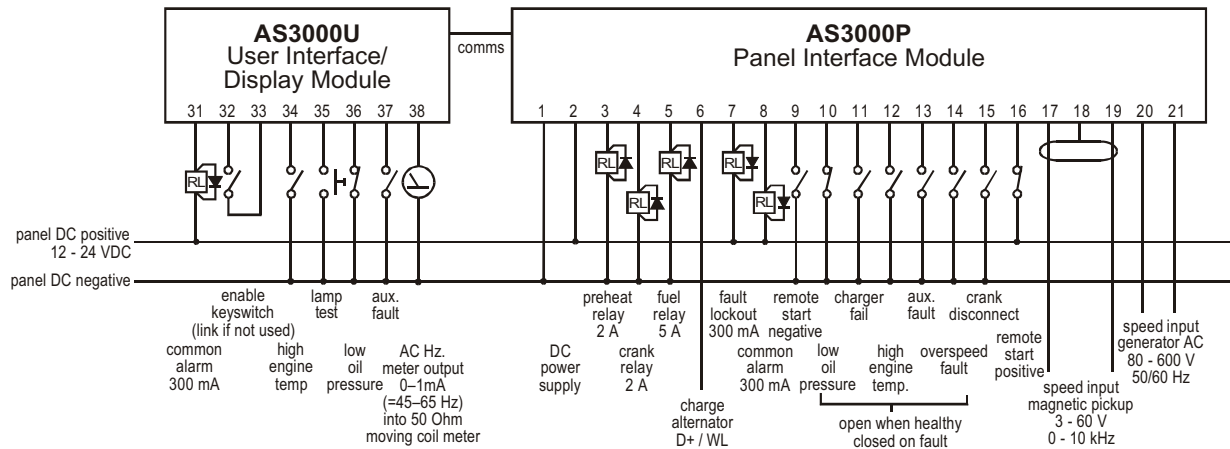 AS3000U
User Interface/
Display Module
comms
AS3000P
Panel Interface Module
31 32 33 34 35 36 37 38
1 2 3 4 5 6 7 8 9 10 11 12 13 14 15 16 17 18 19 20 21
RL
RL
RL
RL
RL
RL
panel DC positive
12 - 24 VDC
panel DC negative
enable
keyswitch
(link if not used)
lamp
test
aux.
fault
common
alarm
300 mA
high
engine
temp
low
oil
pressure
AC Hz.
meter output
0–1mA
(=45–65 Hz)
into 50 Ohm
moving coil meter
preheat
relay
2 A
fuel
relay
5 A
fault
lockout
300 mA
remote
start
negative
charger
fail
aux.
fault
crank
disconnect
DC
power
supply
crank
relay
2 A
charge
alternator
D+ / WL
common
alarm
300 mA
low
oil
pressure
high
engine
temp.
overspeed
fault
open when healthy
closed on fault
remote
start
positive
speed input
magnetic pickup
3 - 60 V
0 - 10 kHz
speed input
generator AC
80 - 600 V
50/60 Hz